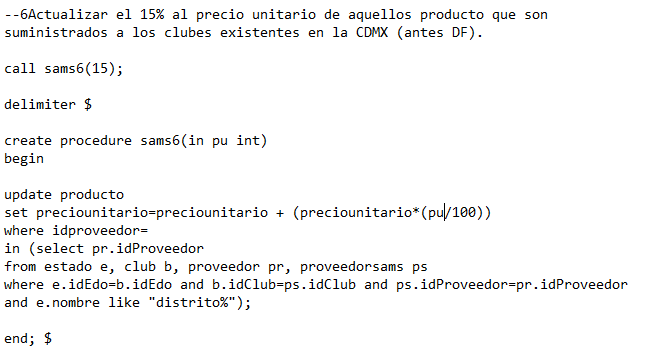 --6Actualizar el 15% al precio unitario de aquellos producto que son
suministrados a los clubes existentes en la CDMX (antes DF).
call sams6(15);
delimiter $
create procedure sams6(in pu int)
begin
update producto
set preciounitario=preciounitario + (preciounitario*(pu/100))
where idproveedor=
in (select pr.idProveedor
from estado e, club b, proveedor pr, proveedorsams ps
where e.idEdo=b.idEdo and b.idClub=ps.idClub and ps.idProveedor=pr.idProveedor
and e.nombre like "distrito%");
end; $